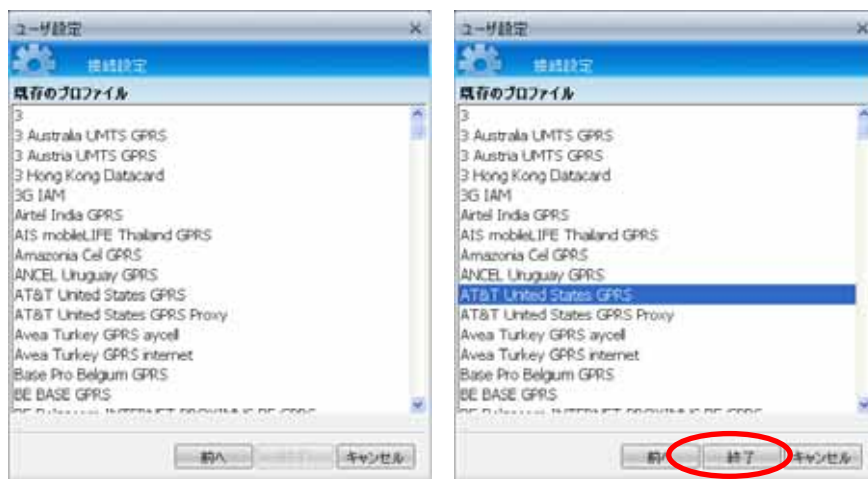 ユーザ設定
接続設定
既存のプロファイル
3
3 Australia UMTS GPRS
3 Austria UMTS GPRS
3 Hong Kong Datacard
3G IAM
Airtel India GPRS
AIS mobileLIFE Thailand GPRS
Amazonia Cel GPRS
ANCEL Uruguay GPRS
AT&T United States GPRS
AT&T United States GPRS Proxy
Avea Turkey GPRS aycell
Avea Turkey GPRS internet
Base Pro Belgium GPRS
BE BASE GPRS
前へ キャンセル
ユーザ設定
接続設定
既存のプロファイル
3
3 Australia UMTS GPRS
3 Austria UMTS GPRS
3 Hong Kong Datacard
3G IAM
Airtel India GPRS
AIS mobileLIFE Thailand GPRS
Amazonia Cel GPRS
ANCEL Uruguay GPRS
AT&T United States GPRS
AT&T United States GPRS Proxy
Avea Turkey GPRS aycell
Avea Turkey GPRS internet
Base Pro Belgium GPRS
BE BASE GPRS
前へ 終了 キャンセル